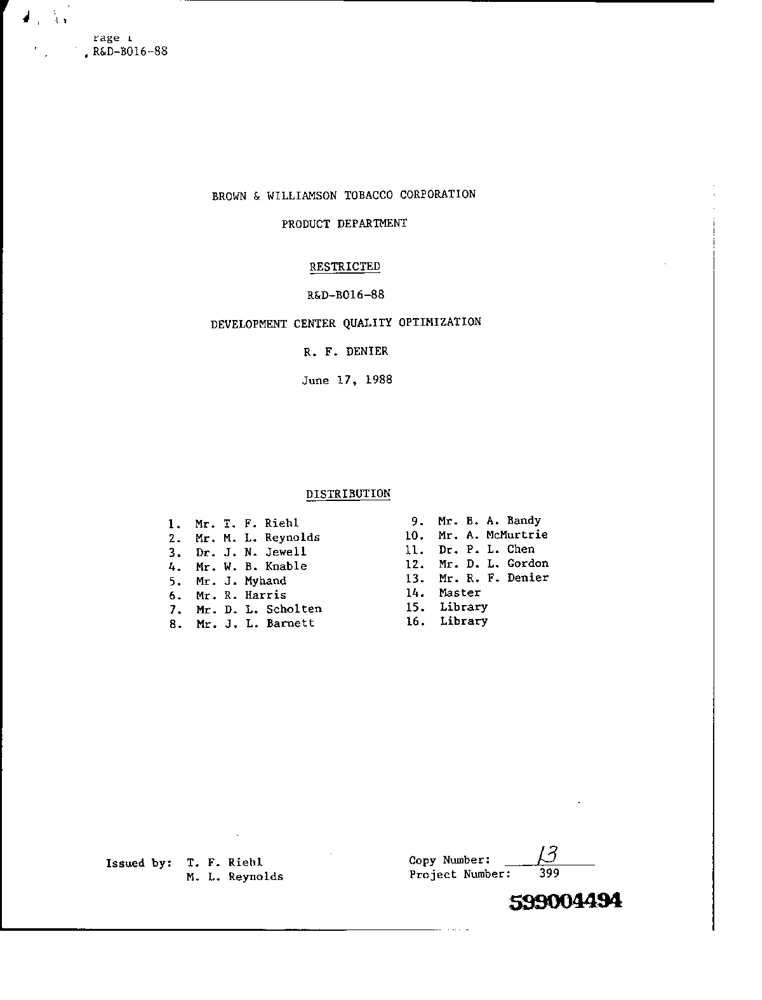 Page 1
R&D-B016-88
BROWN & WILLIAMSON TOBACCO CORPORATION
PRODUCT DEPARTMENT
RESTRICTED
R&D-B016-88
DEVELOPMENT CENTER QUALITY OPTIMIZATION
R. F. DENIER
June 17, 1988
DISTRIBUTION
1. Mr. T. F. Riehl
2. Mr. M. L. Reynolds
3. Dr. J. N. Jewell
4. Mr. W. B. Knable
5. Mr. J. Myhand
6. Mr. R. Harris
7. Mr. D. L. Scholten
8. Mr. J. L. Barnett
9. Mr. B. A. Bandy
10. Mr. A. McMurtrie
11. Dr. P. L. Chen
12. Mr. D. L. Gordon
13. Mr. R. F. Denier
14. Master
15. Library
16. Library
Issued by: T. F. Riehl
M. L. Reynolds
Copy Number: 13
Project Number: 399
599004494